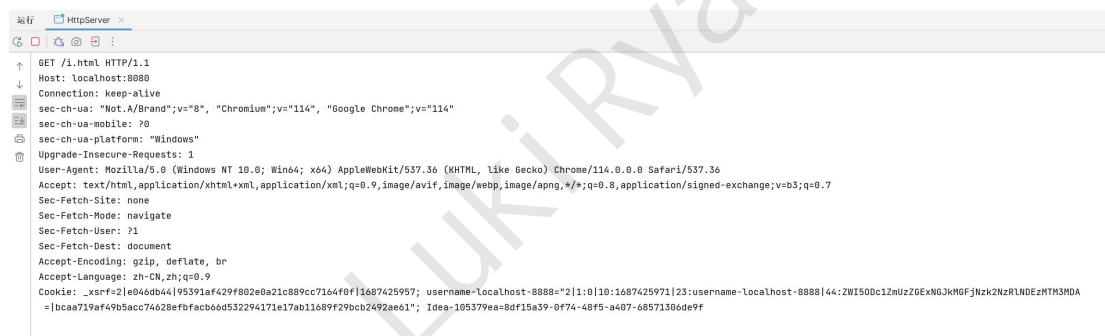 运行 HttpServer ×
GET /i.html HTTP/1.1
Host: localhost:8080
Connection: keep-alive
sec-ch-ua: "Not.A/Brand";v="8", "Chromium";v="114", "Google Chrome";v="114"
sec-ch-ua-mobile: ?0
sec-ch-ua-platform: "Windows"
Upgrade-Insecure-Requests: 1
User-Agent: Mozilla/5.0 (Windows NT 10.0; Win64; x64) AppleWebKit/537.36 (KHTML, like Gecko) Chrome/114.0.0.0 Safari/537.36
Accept: text/html,application/xhtml+xml,application/xml;q=0.9,image/avif,image/webp,image/apng,*/*;q=0.8,application/signed-exchange;v=b3;q=0.7
Sec-Fetch-Site: none
Sec-Fetch-Mode: navigate
Sec-Fetch-User: ?1
Sec-Fetch-Dest: document
Accept-Encoding: gzip, deflate, br
Accept-Language: zh-CN,zh;q=0.9
Cookie: _xsrf=2|e046db44|95391af429f802e0a21c889cc7164f0f|1687425957; username-localhost-8888="2|1:0|10:1687425971|23:username-localhost-8888|44:ZWI5ODc1ZmUzZGExNGJkMGFjNzk2NzRlNDEzMTM3MDA
=|bcaa719af49b5acc74628efbfacb66d532294171e17ab11689f29bcb2492ae61"; Idea-105379ea=8df15a39-0f74-48f5-a407-68571306de9f
Luki Rya